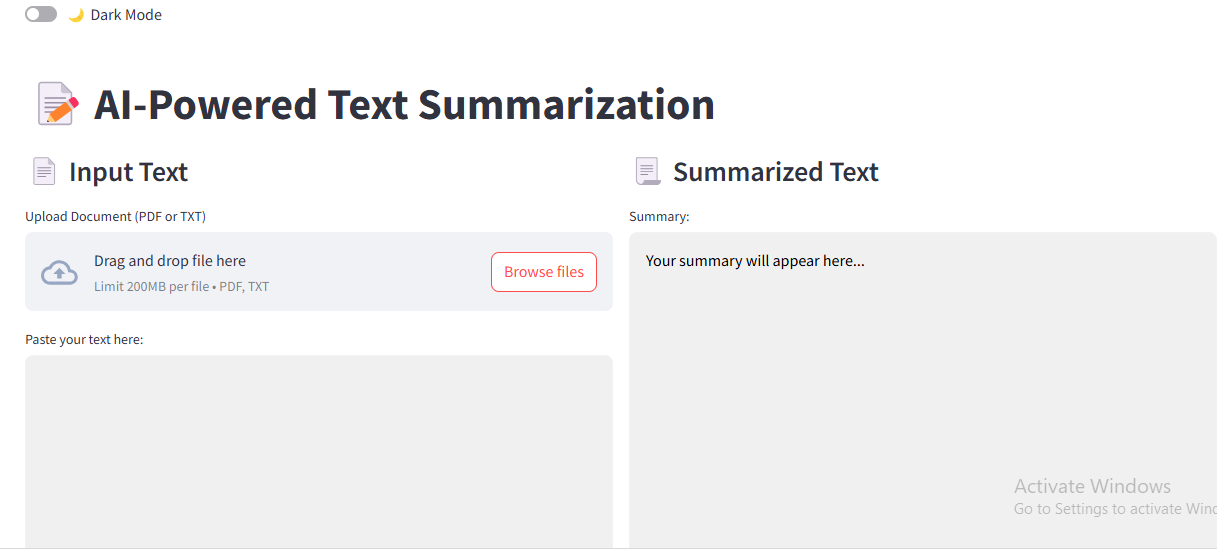 Dark Mode
AI-Powered Text Summarization
Input Text
Upload Document (PDF or TXT)
Drag and drop file here
Limit 200MB per file • PDF, TXT
Browse files
Paste your text here:
Summarized Text
Summary:
Your summary will appear here...
Activate Windows
Go to Settings to activate